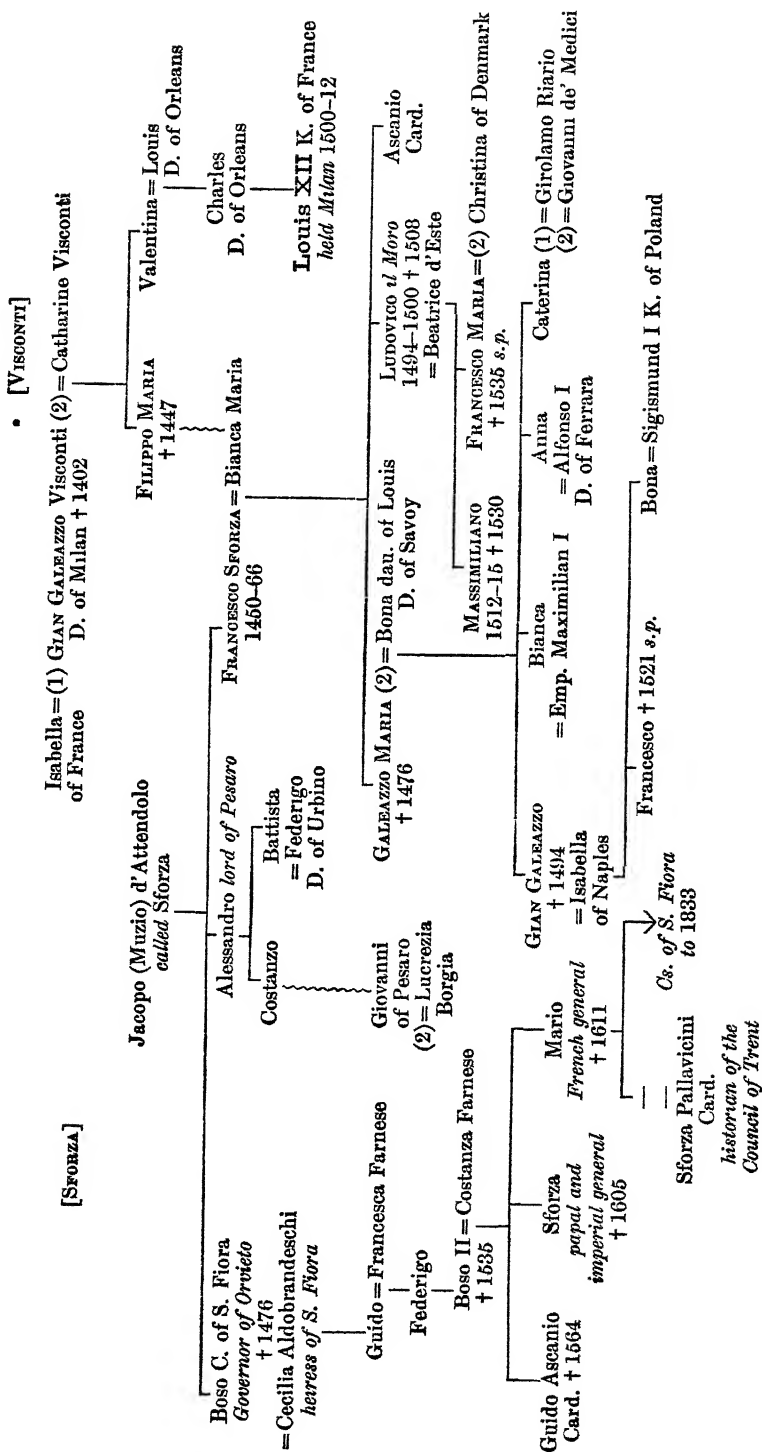 [SFORZA]
[VISCONTI]
Isabella=(1) GIAN GALEAZZO Visconti (2)=Catharine Visconti
of France
D. of Milan †1402
FILIPPO MARIA
†1447
Valentina=Louis
D. of Orleans
Charles
D. of Orleans
Louis XII K. of France
held Milan 1500–12
Jacopo (Muzio) d'Attendolo
called Sforza
Boso C. of S. Fiora
Governor of Orvieto
†1476
=Cecilia Aldobrandeschi
heiress of S. Fiora
Alessandro lord of Pesaro
FRANCESCO SFORZA=Bianca Maria
1450–66
Costanzo
Battista
=Federigo
D. of Urbino
Giovanni
of Pesaro
(2)=Lucrezia
Borgia
Guido=Francesca Farnese
Federigo
Boso II=Costanza Farnese
†1535
Guido Ascanio
Card. †1564
Sforza
papal and
imperial general
†1605
Mario
French general
†1611
Sforza Pallavicini
Card.
historian of the
Council of Trent
Cs. of S. Fiora
to 1833
GALEAZZO MARIA (2)=Bona dau. of Louis
†1476
D. of Savoy
LUDOVICO il Moro
1494–1500 †1508
=Beatrice d'Este
Ascanio
Card.
MASSIMILIANO
1512–15 †1530
FRANCESCO MARIA=(2) Christina of Denmark
†1535 s.p.
GIAN GALEAZZO
†1494
=Isabella
of Naples
Bianca
=Emp. Maximilian I
Anna
=Alfonso I
D. of Ferrara
Caterina (1)=Girolamo Riario
(2)=Giovanni de' Medici
Francesco †1521 s.p.
Bona=Sigismund I K. of Poland